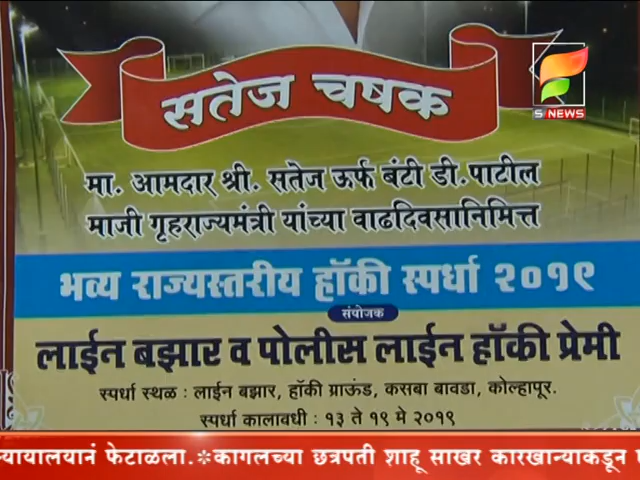 सतेज चषक
S NEWS
मा. आमदार श्री. सतेज ऊर्फ बंटी डी. पाटील
माजी गृहराज्यमंत्री यांच्या वाढदिवसानिमित्त
भव्य राज्यस्तरीय हॉकी स्पर्धा २०१९
संयोजक
लाईन बझार व पोलीस लाईन हॉकी प्रेमी
स्पर्धा स्थळ : लाईन बझार, हॉकी ग्राऊंड, कसबा बावडा, कोल्हापूर.
स्पर्धा कालावधी : १३ ते १९ मे २०१९
न्यायालयानं फेटाळला.*कागलच्या छत्रपती शाहू साखर कारखान्याकडून